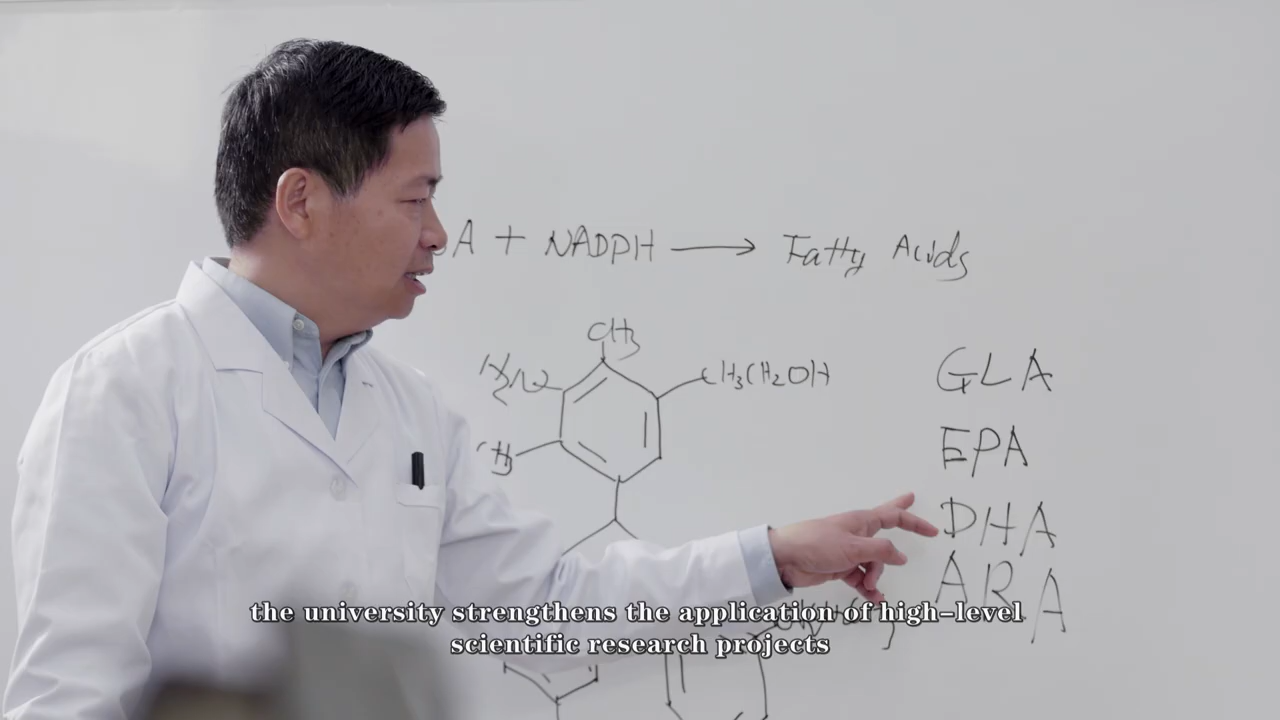 A + NADPH → Fatty Acids
CH3
CH3CH2OH
GLA
EPA
DHA
ARA
the university strengthens the application of high-level
scientific research projects